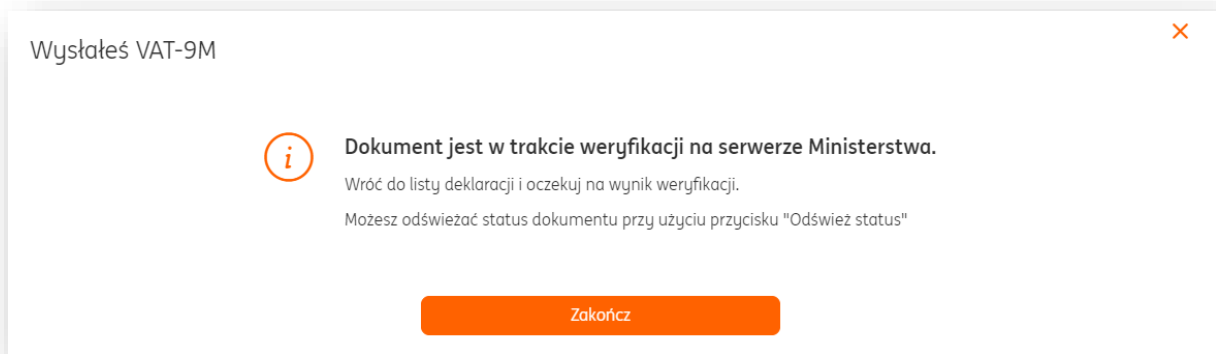 Wysłałeś VAT-9M
Dokument jest w trakcie weryfikacji na serwerze Ministerstwa.
Wróć do listy deklaracji i oczekuj na wynik weryfikacji.
Możesz odświeżać status dokumentu przy użyciu przycisku "Odśwież status"
Zakończ